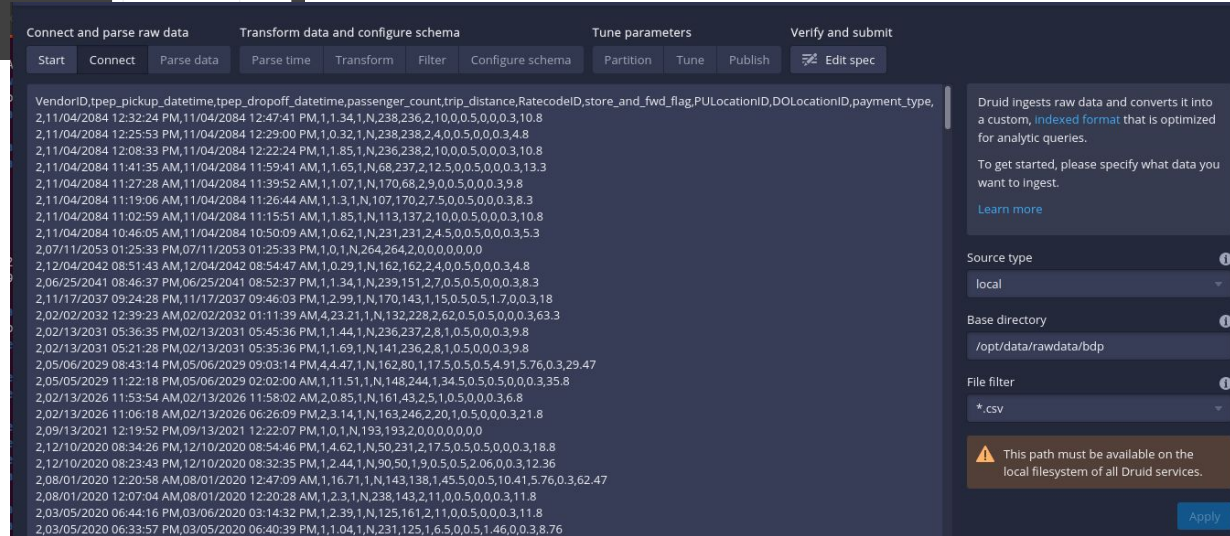 Connect and parse raw data Transform data and configure schema Tune parameters Verify and submit
Start Connect Parse data Parse time Transform Filter Configure schema Partition Tune Publish Edit spec
VendorID,tpep_pickup_datetime,tpep_dropoff_datetime,passenger_count,trip_distance,RatecodeID,store_and_fwd_flag,PULocationID,DOLocationID,payment_type,
2,11/04/2084 12:32:24 PM,11/04/2084 12:47:41 PM,1,1.34,1,N,238,236,2,10,0,0.5,0,0,0.3,10.8
2,11/04/2084 12:25:53 PM,11/04/2084 12:29:00 PM,1,0.32,1,N,238,238,2,4,0,0.5,0,0,0.3,4.8
2,11/04/2084 12:08:33 PM,11/04/2084 12:22:24 PM,1,1.85,1,N,236,238,2,10,0,0.5,0,0,0.3,10.8
2,11/04/2084 11:41:35 AM,11/04/2084 11:59:41 AM,1,1.65,1,N,68,237,2,12.5,0,0.5,0,0,0.3,13.3
2,11/04/2084 11:27:28 AM,11/04/2084 11:39:52 AM,1,1.07,1,N,170,68,2,9,0,0.5,0,0,0.3,9.8
2,11/04/2084 11:19:06 AM,11/04/2084 11:26:44 AM,1,1.3,1,N,107,170,2,7.5,0,0.5,0,0,0.3,8.3
2,11/04/2084 11:02:59 AM,11/04/2084 11:15:51 AM,1,1.85,1,N,113,137,2,10,0,0.5,0,0,0.3,10.8
2,11/04/2084 10:46:05 AM,11/04/2084 10:50:09 AM,1,0.62,1,N,231,231,2,4.5,0,0.5,0,0,0.3,5.3
2,07/11/2053 01:25:33 PM,07/11/2053 01:25:33 PM,1,0,1,N,264,264,2,0,0,0,0,0,0,0
2,12/04/2042 08:51:43 AM,12/04/2042 08:54:47 AM,1,0.29,1,N,162,162,2,4,0,0.5,0,0,0.3,4.8
2,06/25/2041 08:46:37 PM,06/25/2041 08:52:37 PM,1,1.34,1,N,239,151,2,7,0.5,0.5,0,0,0.3,8.3
2,11/17/2037 09:24:28 PM,11/17/2037 09:46:03 PM,1,2.99,1,N,170,143,1,15,0.5,0.5,1.7,0,0.3,18
2,02/02/2032 12:39:23 AM,02/02/2032 01:11:39 AM,4,23.21,1,N,132,228,2,62,0.5,0.5,0,0,0.3,63.3
2,02/13/2031 05:36:35 PM,02/13/2031 05:45:36 PM,1,1.44,1,N,236,237,2,8,1,0.5,0,0,0.3,9.8
2,02/13/2031 05:21:28 PM,02/13/2031 05:35:36 PM,1,1.69,1,N,141,236,2,8,1,0.5,0,0,0.3,9.8
2,05/06/2029 08:43:14 PM,05/06/2029 09:03:14 PM,4,4.47,1,N,162,80,1,17.5,0.5,0.5,4.91,5.76,0.3,29.47
2,05/05/2029 11:22:18 PM,05/06/2029 02:02:00 AM,1,11.51,1,N,148,244,1,34.5,0.5,0.5,0,0,0.3,35.8
2,02/13/2026 11:53:54 AM,02/13/2026 11:58:02 AM,2,0.85,1,N,161,43,2,5,1,0.5,0,0,0.3,6.8
2,02/13/2026 11:06:18 AM,02/13/2026 06:26:09 PM,2,3.14,1,N,163,246,2,20,1,0.5,0,0,0.3,21.8
2,09/13/2021 12:19:52 PM,09/13/2021 12:22:07 PM,1,0,1,N,193,193,2,0,0,0,0,0,0,0
2,12/10/2020 08:34:26 PM,12/10/2020 08:54:46 PM,1,4.62,1,N,50,231,2,17.5,0.5,0.5,0,0,0.3,18.8
2,12/10/2020 08:23:43 PM,12/10/2020 08:32:35 PM,1,2.44,1,N,90,50,1,9,0.5,0.5,2.06,0,0.3,12.36
2,08/01/2020 12:20:58 AM,08/01/2020 12:47:09 AM,1,16.71,1,N,143,138,1,45.5,0,0.5,10.41,5.76,0.3,62.47
2,08/01/2020 12:07:04 AM,08/01/2020 12:20:28 AM,1,2.3,1,N,238,143,2,11,0,0.5,0,0,0.3,11.8
2,03/05/2020 06:44:16 PM,03/06/2020 03:14:32 PM,1,2.39,1,N,125,161,2,11,0,0.5,0,0,0.3,11.8
2,03/05/2020 06:33:57 PM,03/05/2020 06:40:39 PM,1,1.04,1,N,231,125,1,6.5,0,0.5,1.46,0,0.3,8.76
Druid ingests raw data and converts it into
a custom, indexed format that is optimized
for analytic queries.
To get started, please specify what data you
want to ingest.
Learn more
Source type
local
Base directory
/opt/data/rawdata/bdp
File filter
*.csv
This path must be available on the
local filesystem of all Druid services.
Apply